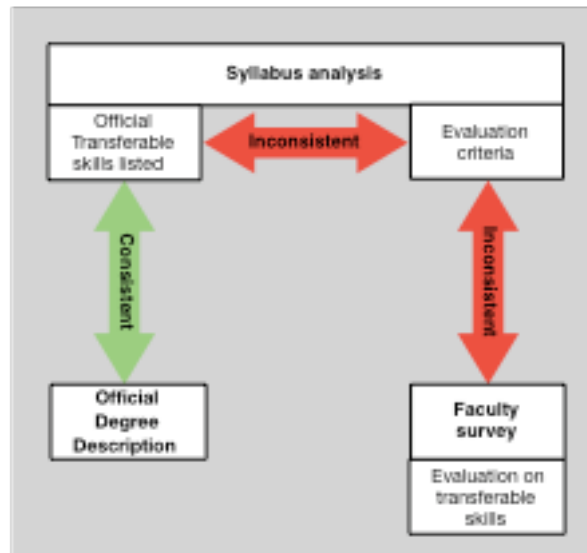 Syllabus analysis
Official
Transferable
skills listed
Inconsistent
Evaluation
criteria
Consistent
Inconsistent
Official
Degree
Description
Faculty
survey
Evaluation on
transferable
skills